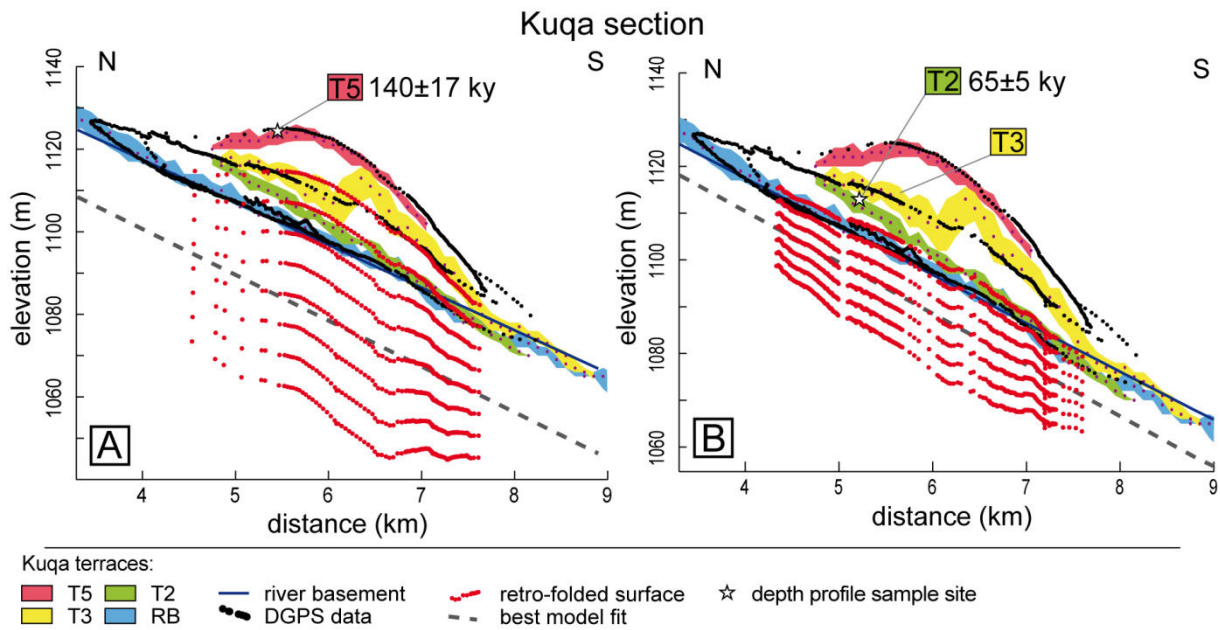 Kuqa section
N
S
T5 140±17 ky
1140
1120
1100
1080
1060
elevation (m)
A
4
5
6
7
8
9
distance (km)
N
S
T2 65±5 ky
T3
1140
1120
1100
1080
1060
elevation (m)
B
4
5
6
7
8
9
distance (km)
Kuqa terraces:
T5
T2
river basement
retro-folded surface
depth profile sample site
T3
RB
DGPS data
best model fit